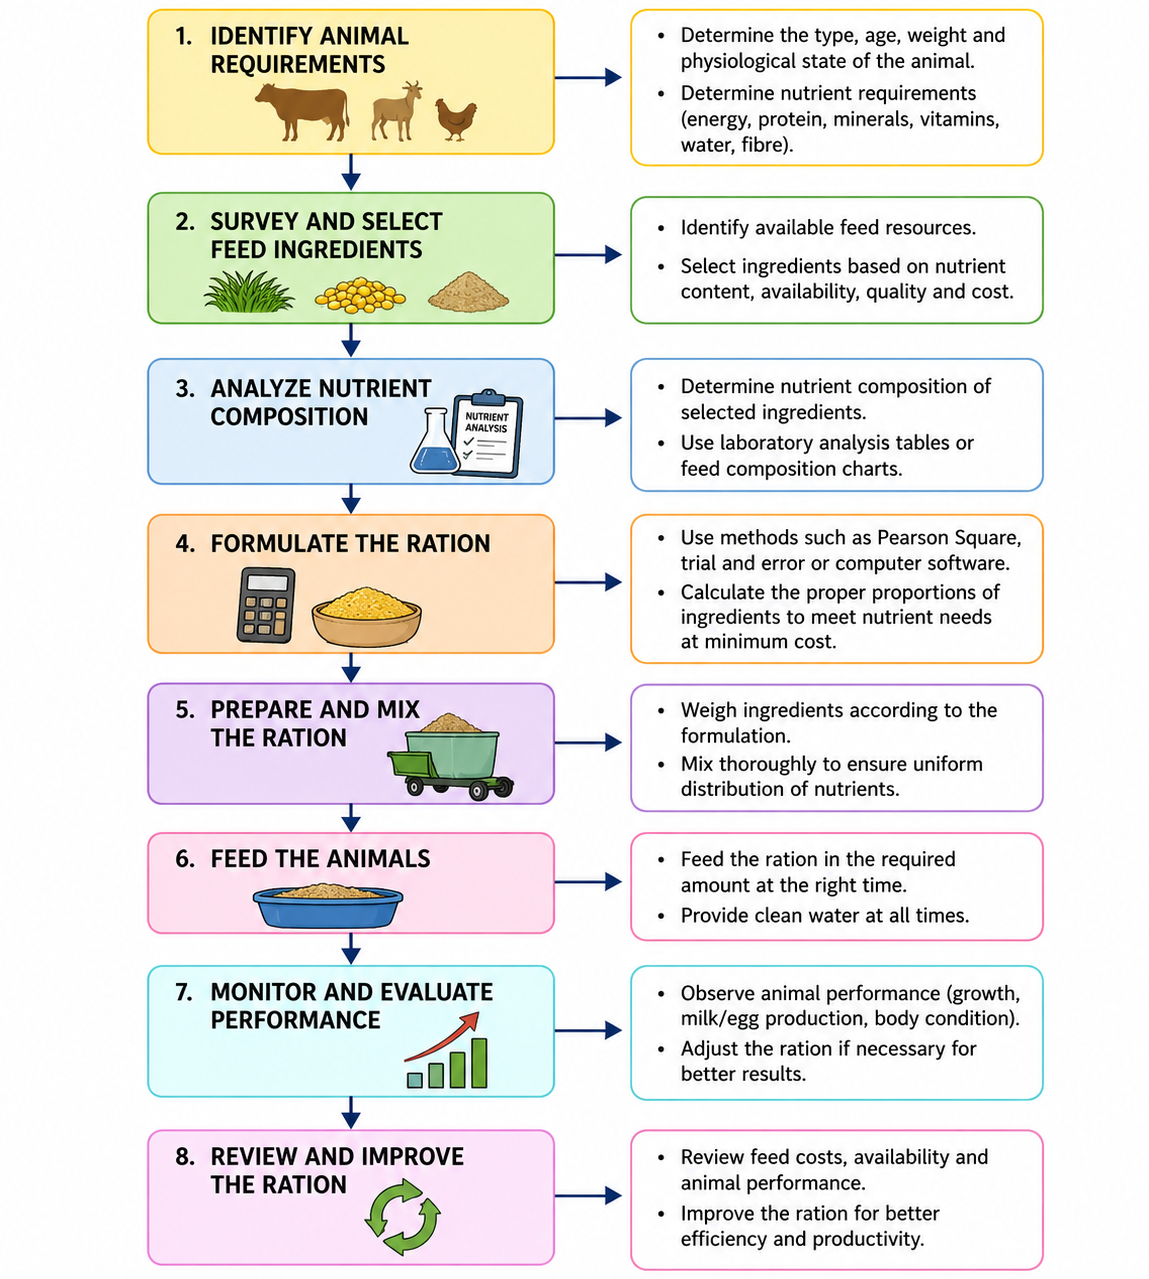 1. IDENTIFY ANIMAL
REQUIREMENTS
• Determine the type, age, weight and
physiological state of the animal.
• Determine nutrient requirements
(energy, protein, minerals, vitamins,
water, fibre).
2. SURVEY AND SELECT
FEED INGREDIENTS
• Identify available feed resources.
• Select ingredients based on nutrient
content, availability, quality and cost.
3. ANALYZE NUTRIENT
COMPOSITION
NUTRIENT
ANALYSIS
• Determine nutrient composition of
selected ingredients.
• Use laboratory analysis tables or
feed composition charts.
4. FORMULATE THE RATION
• Use methods such as Pearson Square,
trial and error or computer software.
• Calculate the proper proportions of
ingredients to meet nutrient needs
at minimum cost.
5. PREPARE AND MIX
THE RATION
• Weigh ingredients according to the
formulation.
• Mix thoroughly to ensure uniform
distribution of nutrients.
6. FEED THE ANIMALS
• Feed the ration in the required
amount at the right time.
• Provide clean water at all times.
7. MONITOR AND EVALUATE
PERFORMANCE
• Observe animal performance (growth,
milk/egg production, body condition).
• Adjust the ration if necessary for
better results.
8. REVIEW AND IMPROVE
THE RATION
• Review feed costs, availability and
animal performance.
• Improve the ration for better
efficiency and productivity.